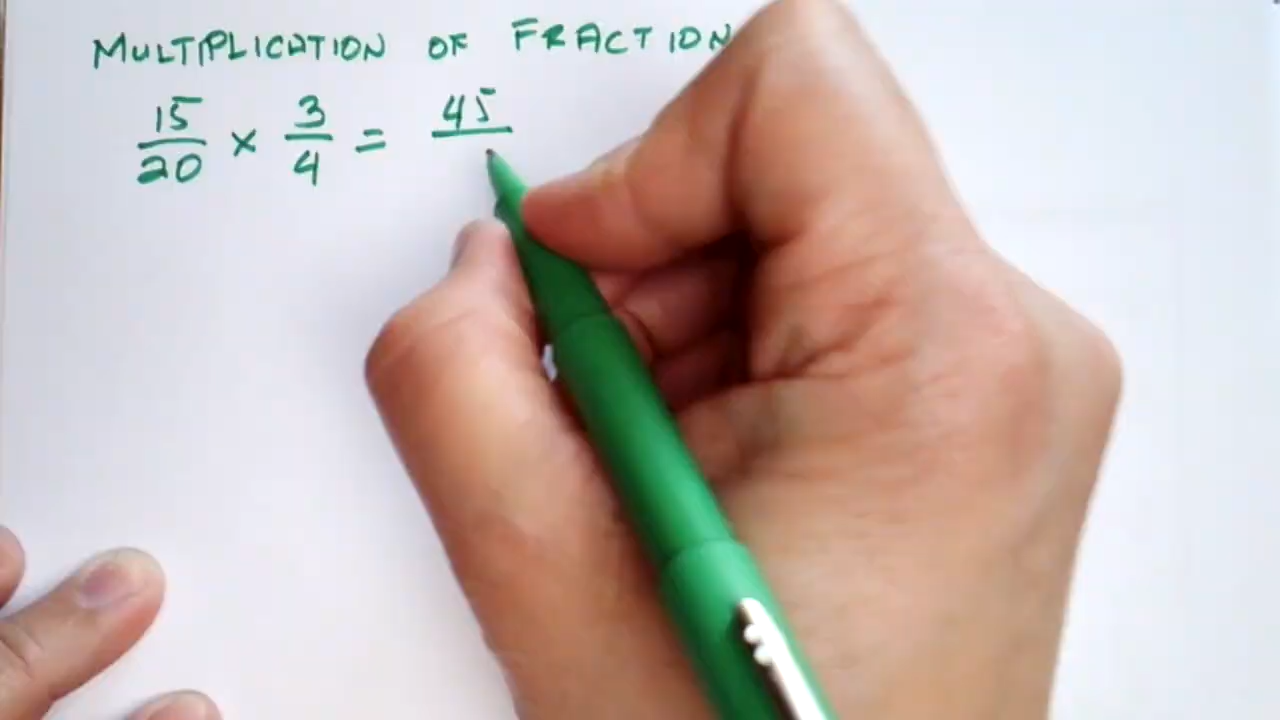 MULTIPLICATION OF FRACTION
15/20 × 3/4 = 45/